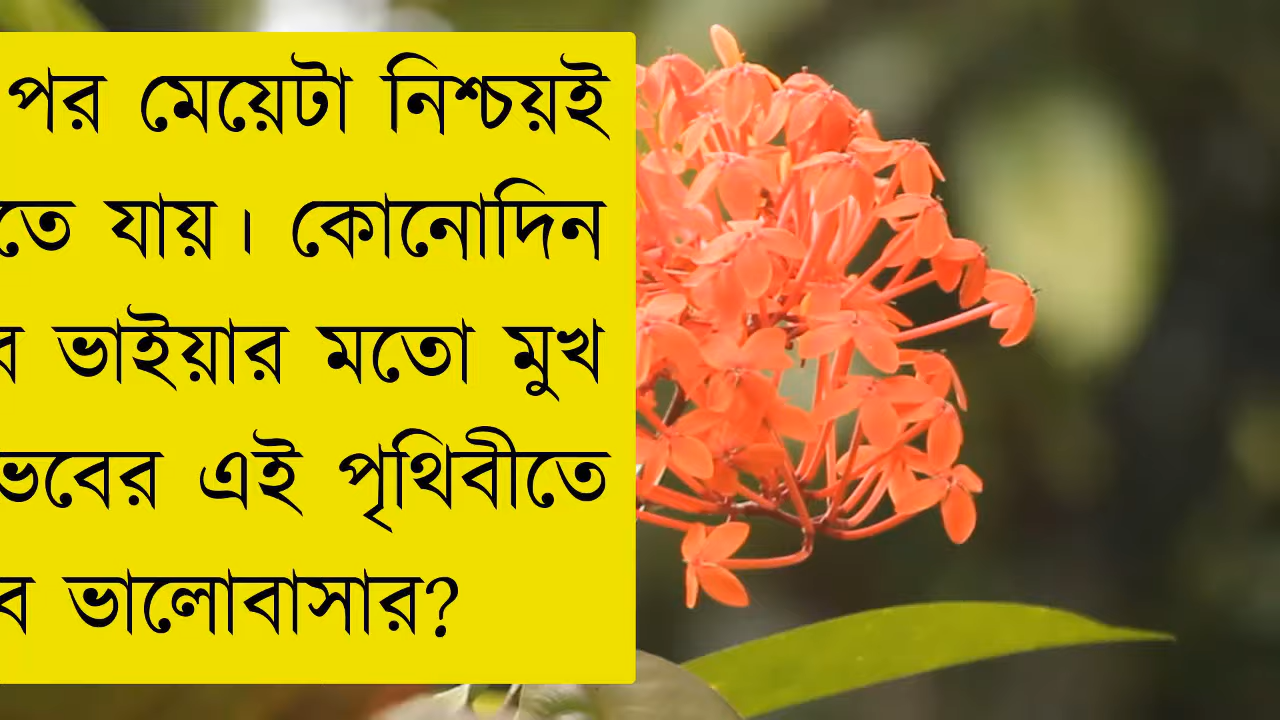 পর মেয়েটা নিশ্চয়ই
তে যায়। কোনোদিন
ভাইয়ার মতো মুখ
ভবের এই পৃথিবীতে
ভালোবাসার?